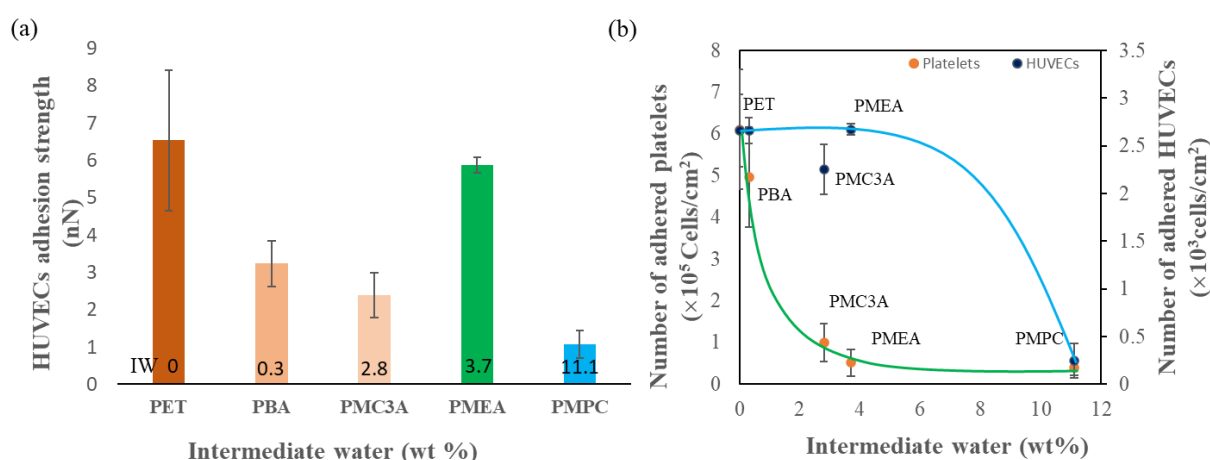 (a)
HUVECs adhesion strength
(nN)
9
8
7
6
5
4
3
2
1
0
IW 0
0.3
2.8
3.7
11.1
PET
PBA
PMC3A
PMEA
PMPC
Intermediate water (wt %)
(b)
Number of adhered platelets
(×10⁵ Cells/cm²)
8
7
6
5
4
3
2
1
0
Platelets
HUVECs
PET
PMEA
PBA
PMC3A
PMC3A
PMEA
PMPC
3.5
3
2.5
2
1.5
1
0.5
0
Number of adhered HUVECs
(×10³cells/cm²)
0
2
4
6
8
10
12
Intermediate water (wt%)